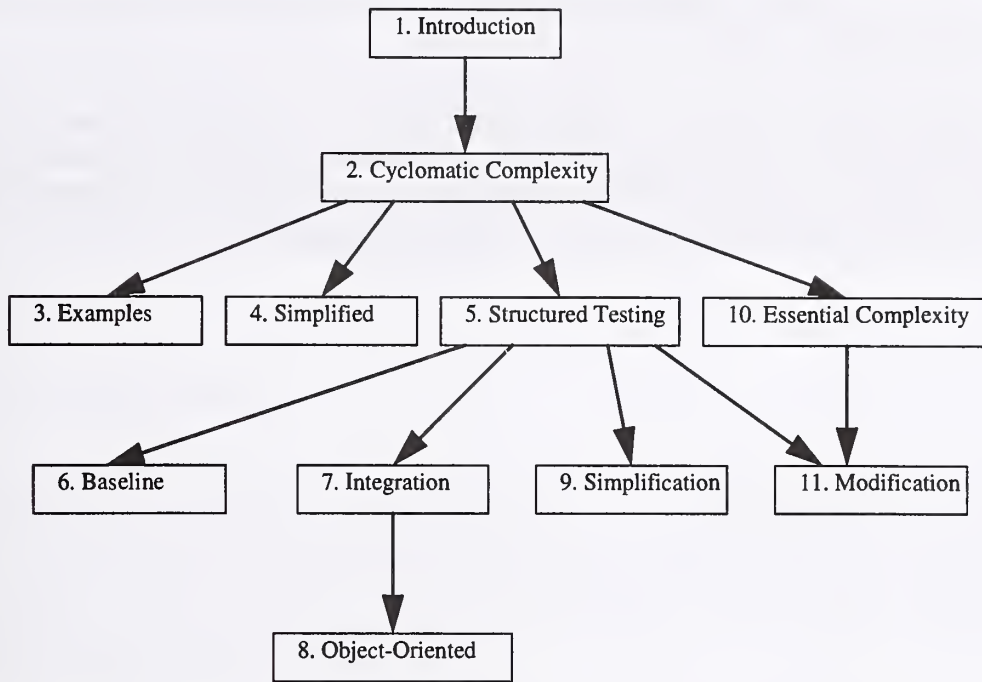 1. Introduction
2. Cyclomatic Complexity
3. Examples
4. Simplified
5. Structured Testing
10. Essential Complexity
6. Baseline
7. Integration
9. Simplification
11. Modification
8. Object-Oriented